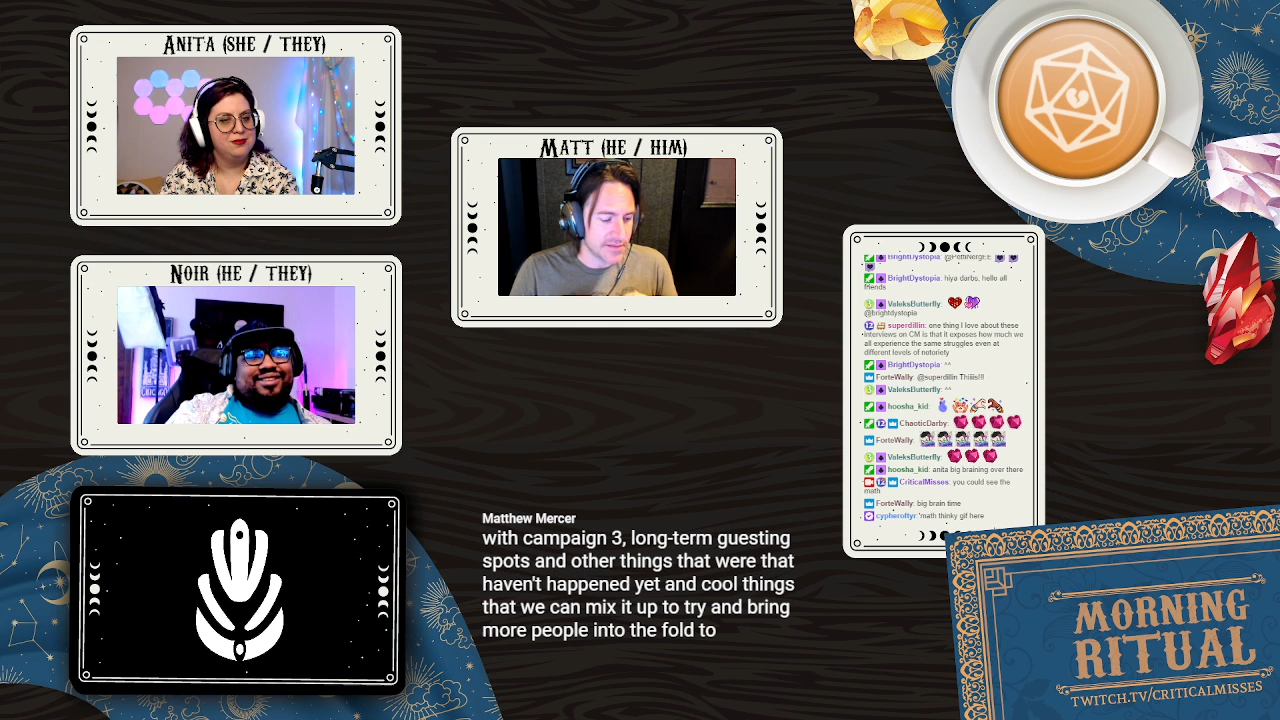 ANITA (SHE / THEY)
MATT (HE / HIM)
NOIR (HE / THEY)
BrightDystopia: @PethiNergEE
BrightDystopia: hiya darbs, hello all
friends
ValeksButterfly:
@brightdystopia
superdillin: one thing I love about these
interviews on CM is that it exposes how much we
all experience the same struggles even at
different levels of notoriety
BrightDystopia: ^^
ForteWally: @superdillin Thiiiis!!!
ValeksButterfly: ^^
hoosha_kid:
ChaoticDarby:
ForteWally:
ValeksButterfly:
hoosha_kid: anita big braining over there
CriticalMisses: you could see the
math
ForteWally: big brain time
cypheroftyr: *math thinky gif here
Matthew Mercer
with campaign 3, long-term guesting
spots and other things that were that
haven't happened yet and cool things
that we can mix it up to try and bring
more people into the fold to
MORNING
RITUAL
TWITCH.TV/CRITICALMISSES